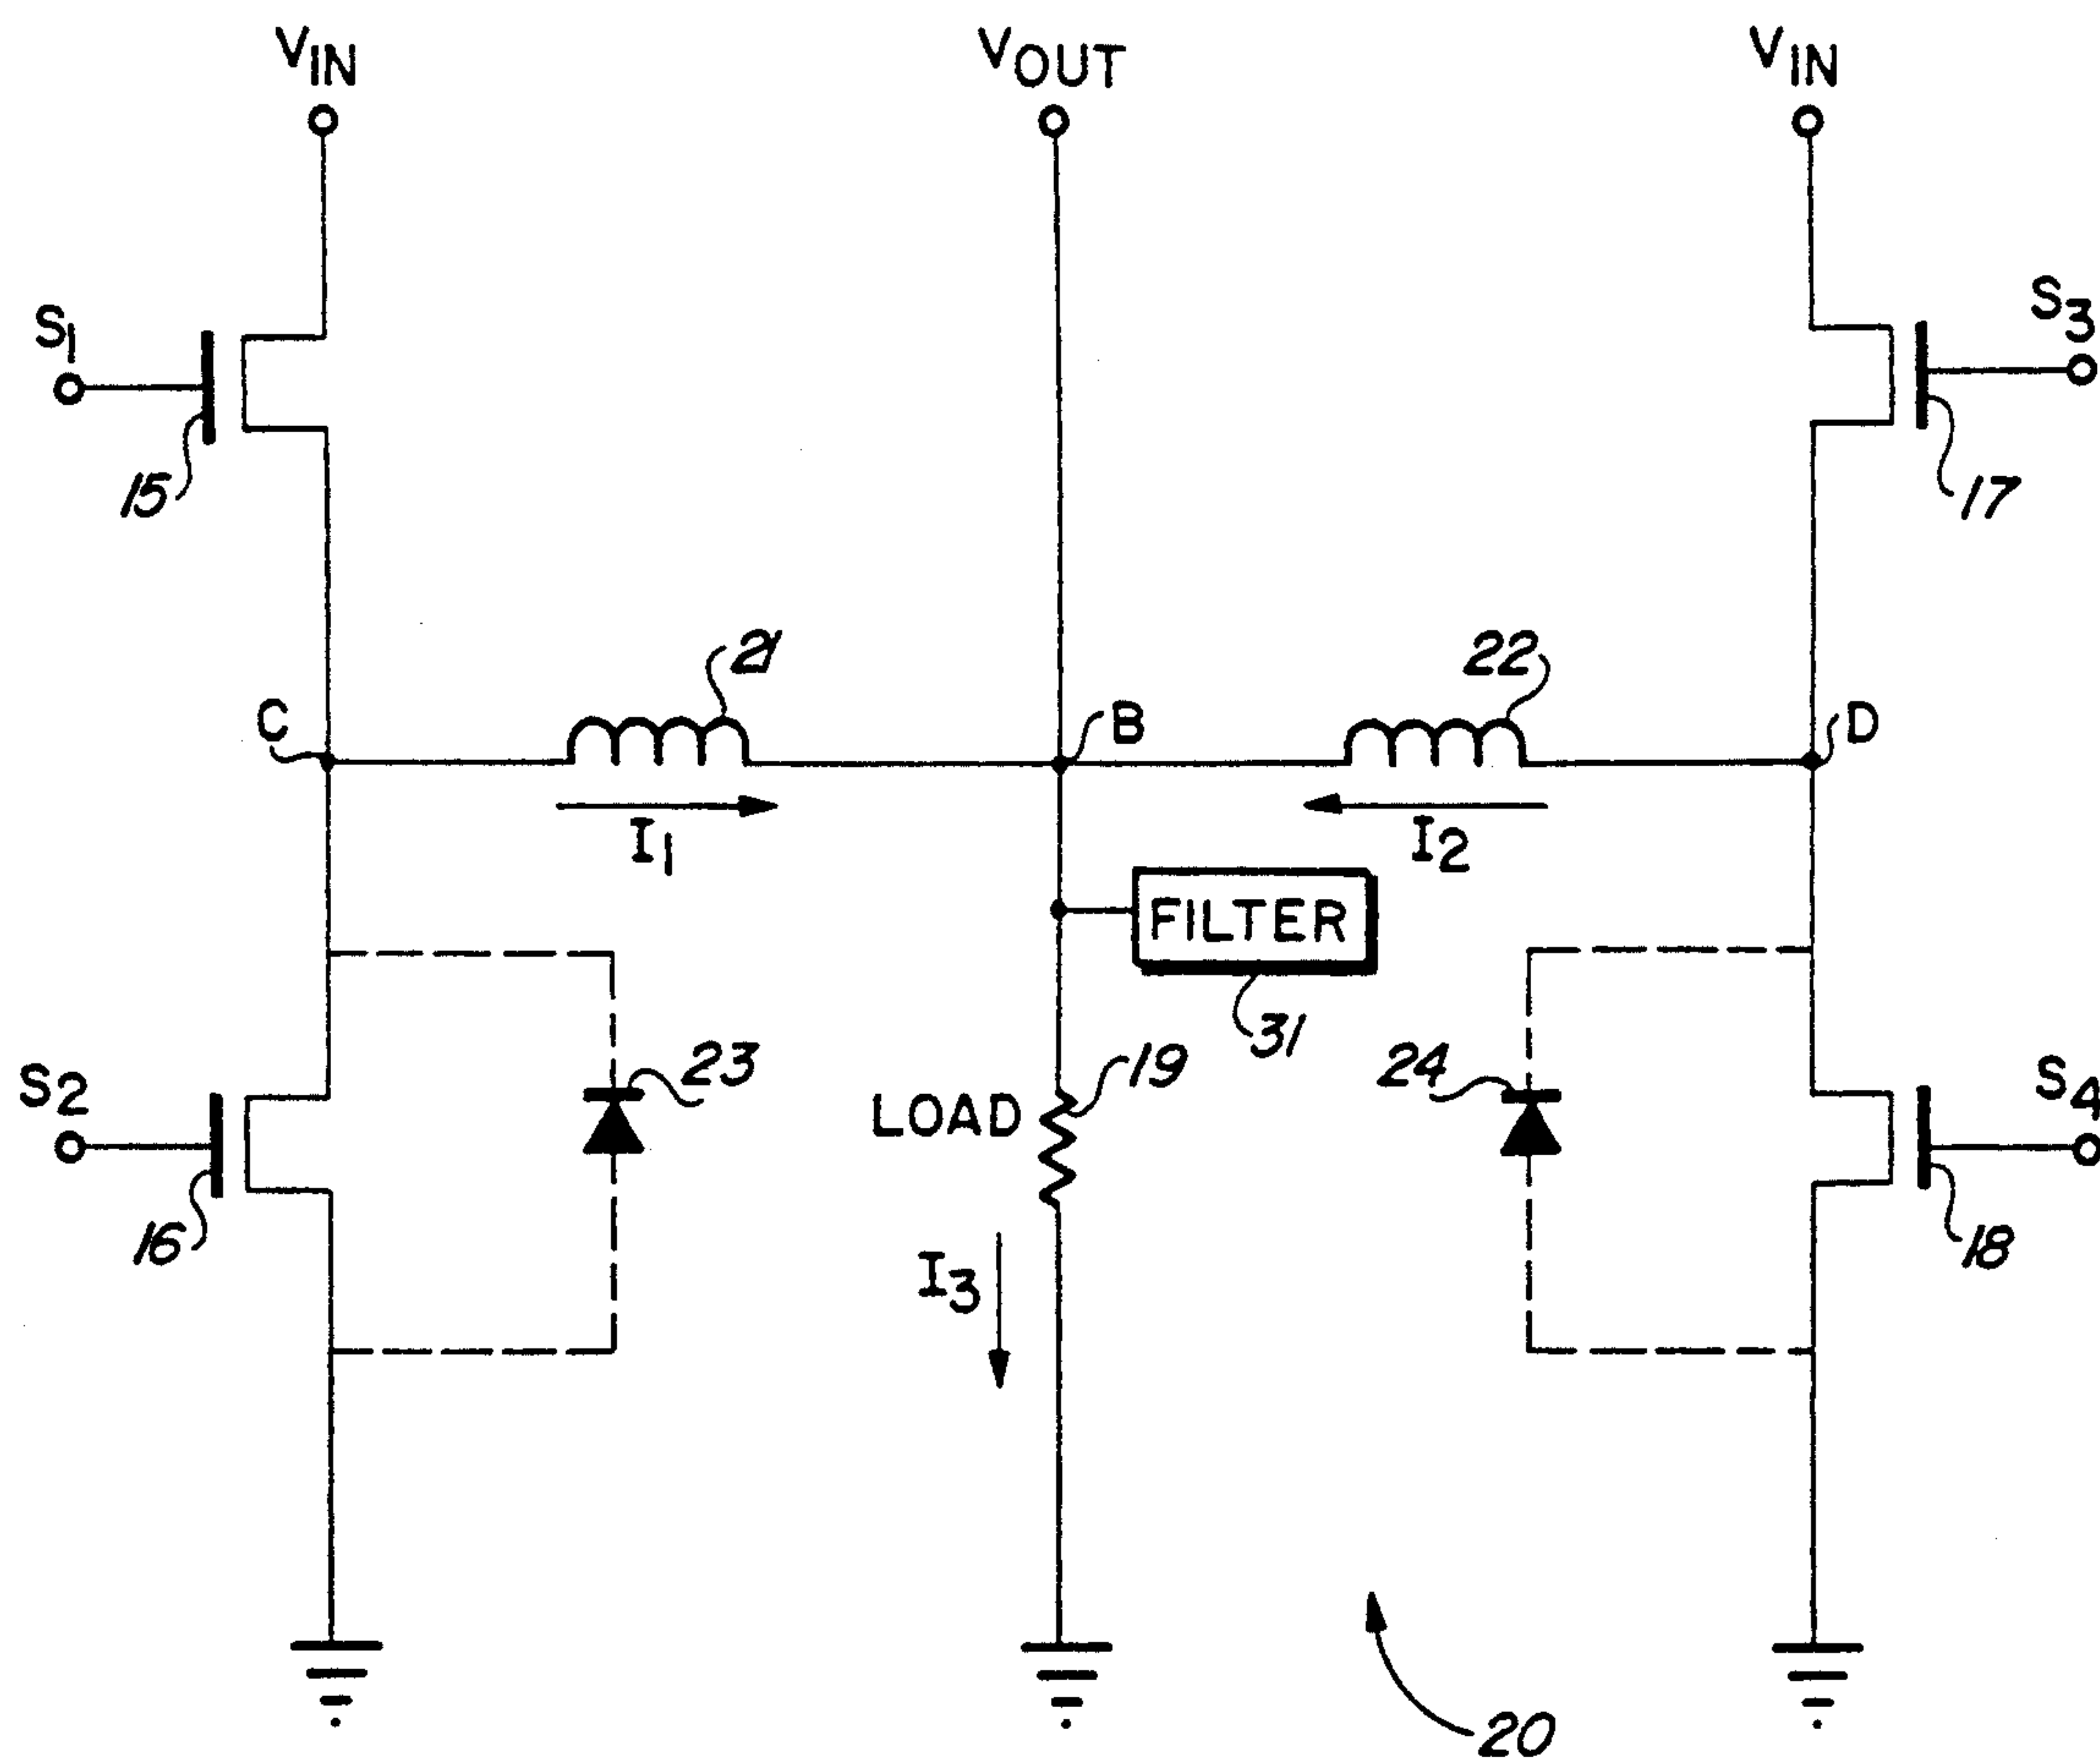 VIN VOUT VIN
S1 S3
15 17
21 22
C B D
I1 I2
FILTER
31
S2 23 LOAD 19 24 S4
16 18
I3
20